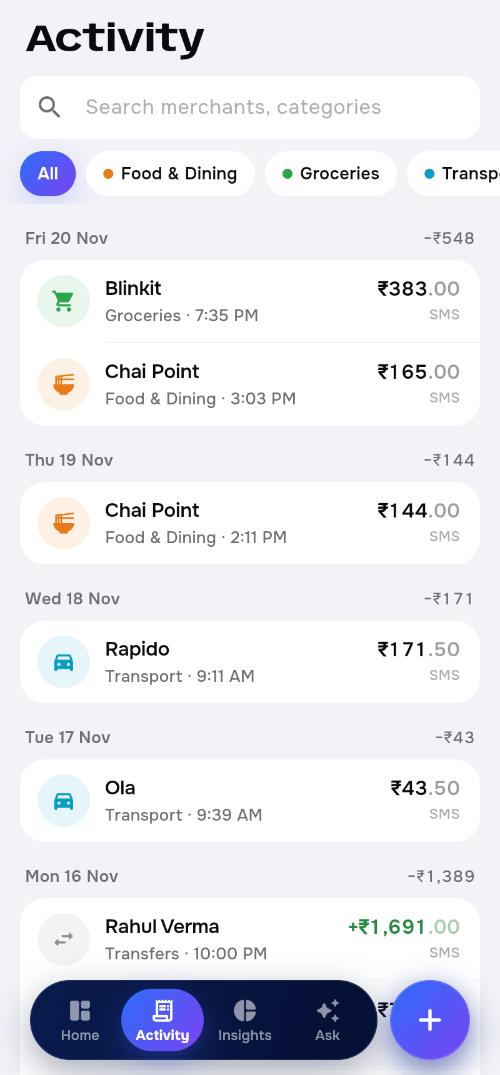 Activity
Search merchants, categories
All
Food & Dining
Groceries
Fri 20 Nov
-₹548
Blinkit
₹383.00
Groceries · 7:35 PM
SMS
Chai Point
₹165.00
Food & Dining · 3:03 PM
SMS
Thu 19 Nov
-₹144
Chai Point
₹144.00
Food & Dining · 2:11 PM
SMS
Wed 18 Nov
-₹171
Rapido
₹171.50
Transport · 9:11 AM
SMS
Tue 17 Nov
-₹43
Ola
₹43.50
Transport · 9:39 AM
SMS
Mon 16 Nov
-₹1,389
Rahul Verma
+₹1,691.00
Transfers · 10:00 PM
SMS
Home
Activity
Insights
Ask